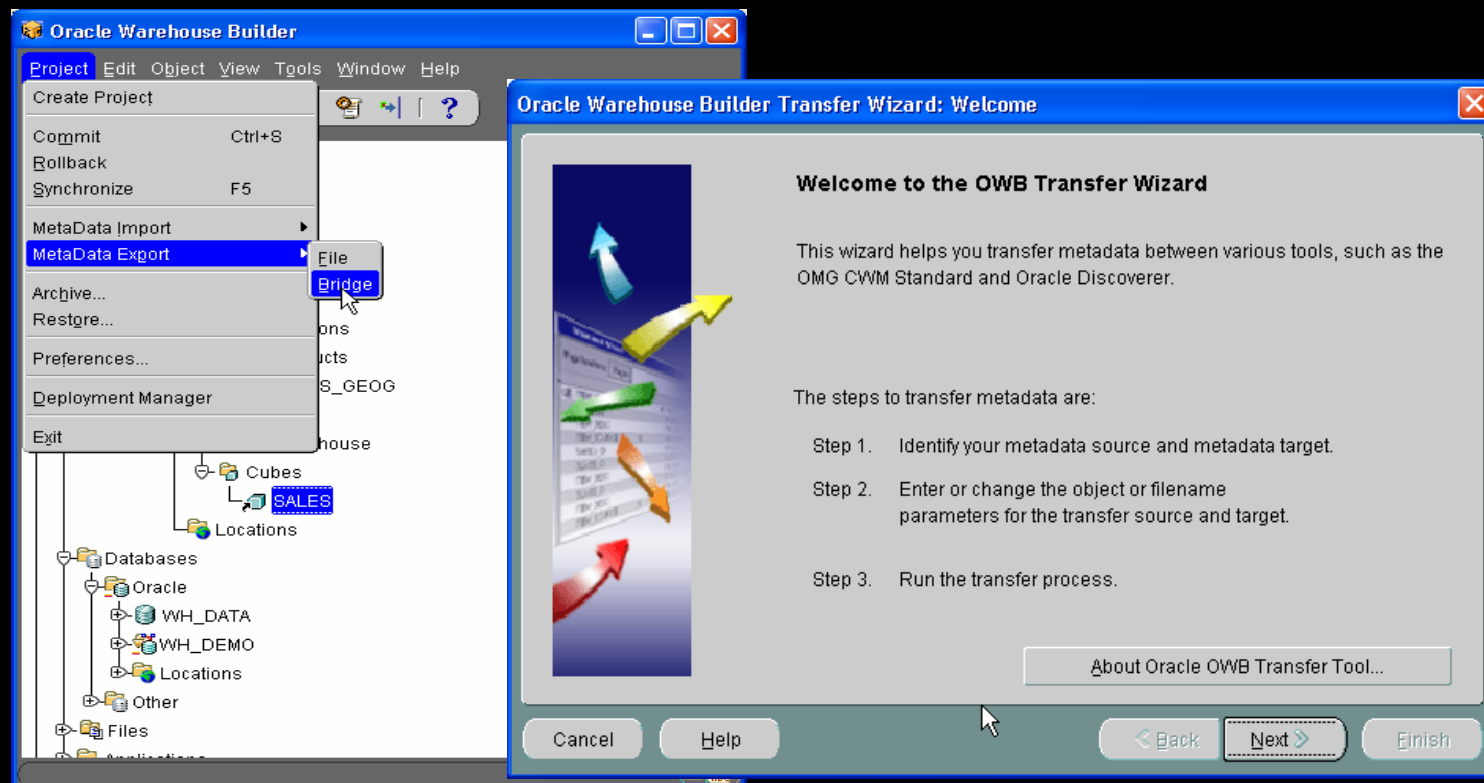 Oracle Warehouse Builder
Project Edit Object View Tools Window Help
Create Project
Commit Ctrl+S
Rollback
Synchronize F5
MetaData Import
MetaData Export
File
Bridge
Archive...
Restore...
Preferences...
Deployment Manager
Exit
ons
ucts
S_GEOG
house
Cubes
SALES
Locations
Databases
Oracle
WH_DATA
WH_DEMO
Locations
Other
Files
Oracle Warehouse Builder Transfer Wizard: Welcome
Welcome to the OWB Transfer Wizard
This wizard helps you transfer metadata between various tools, such as the
OMG CWM Standard and Oracle Discoverer.
The steps to transfer metadata are:
Step 1. Identify your metadata source and metadata target.
Step 2. Enter or change the object or filename
parameters for the transfer source and target.
Step 3. Run the transfer process.
About Oracle OWB Transfer Tool...
Cancel Help Back Next Finish